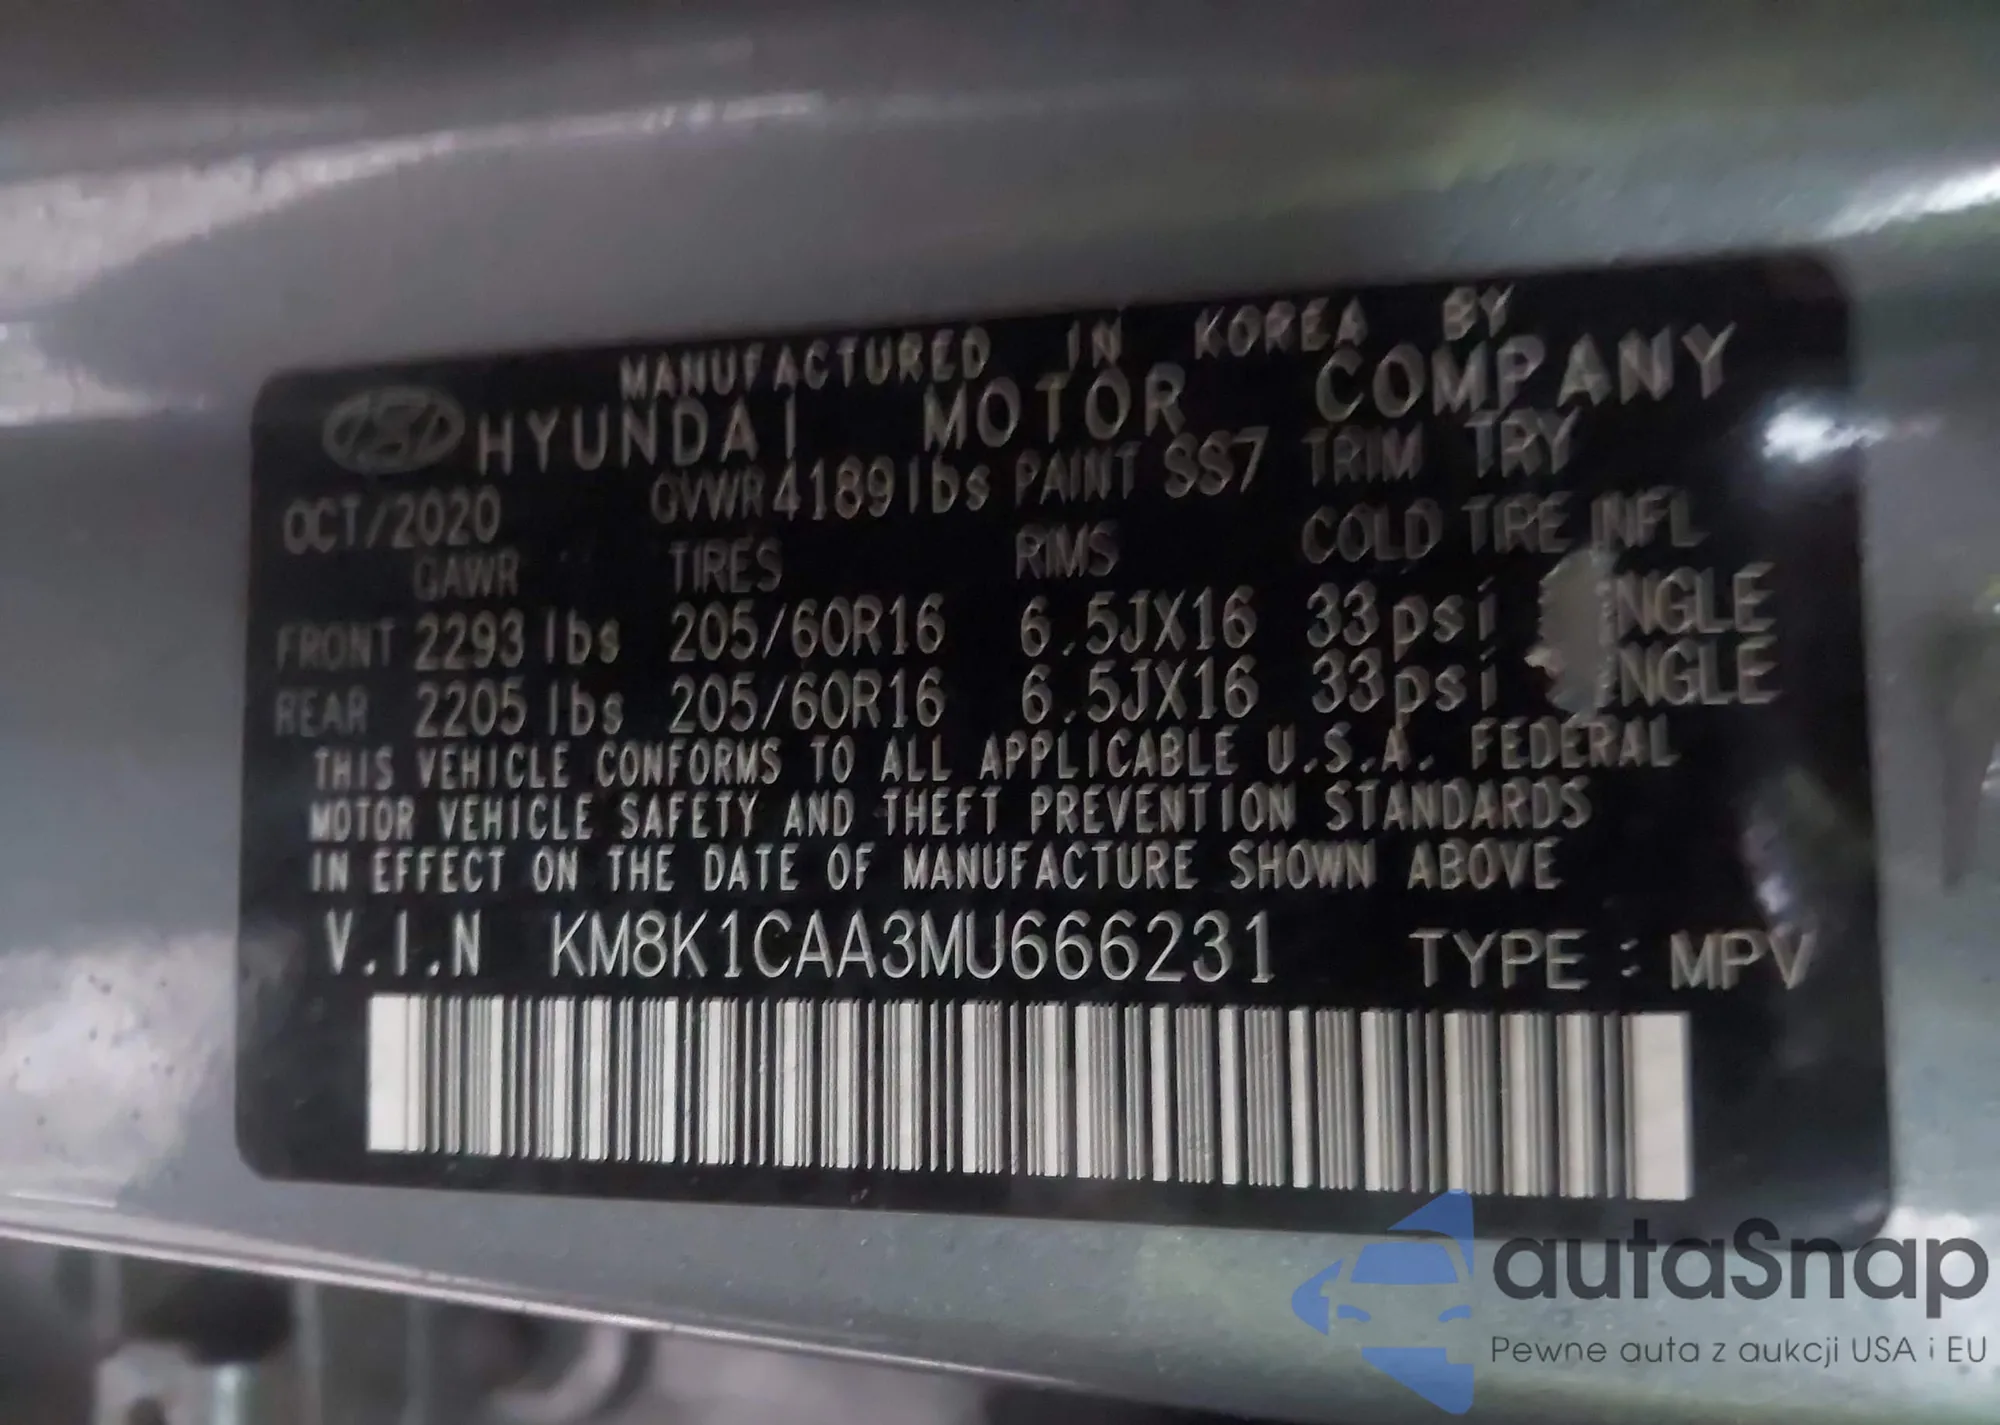 MANUFACTURED IN KOREA BY
HYUNDAI MOTOR COMPANY
OCT/2020 GVWR 4189 lbs PAINT SS7 TRIM TRY
GAWR TIRES RIMS COLD TIRE INFL
FRONT 2293 lbs 205/60R16 6.5JX16 33psi NGLE
REAR 2205 lbs 205/60R16 6.5JX16 33psi NGLE
THIS VEHICLE CONFORMS TO ALL APPLICABLE U.S.A. FEDERAL
MOTOR VEHICLE SAFETY AND THEFT PREVENTION STANDARDS
IN EFFECT ON THE DATE OF MANUFACTURE SHOWN ABOVE
V.I.N KM8K1CAA3MU666231 TYPE : MPV
autaSnap
Pewne auta z aukcji USA i EU